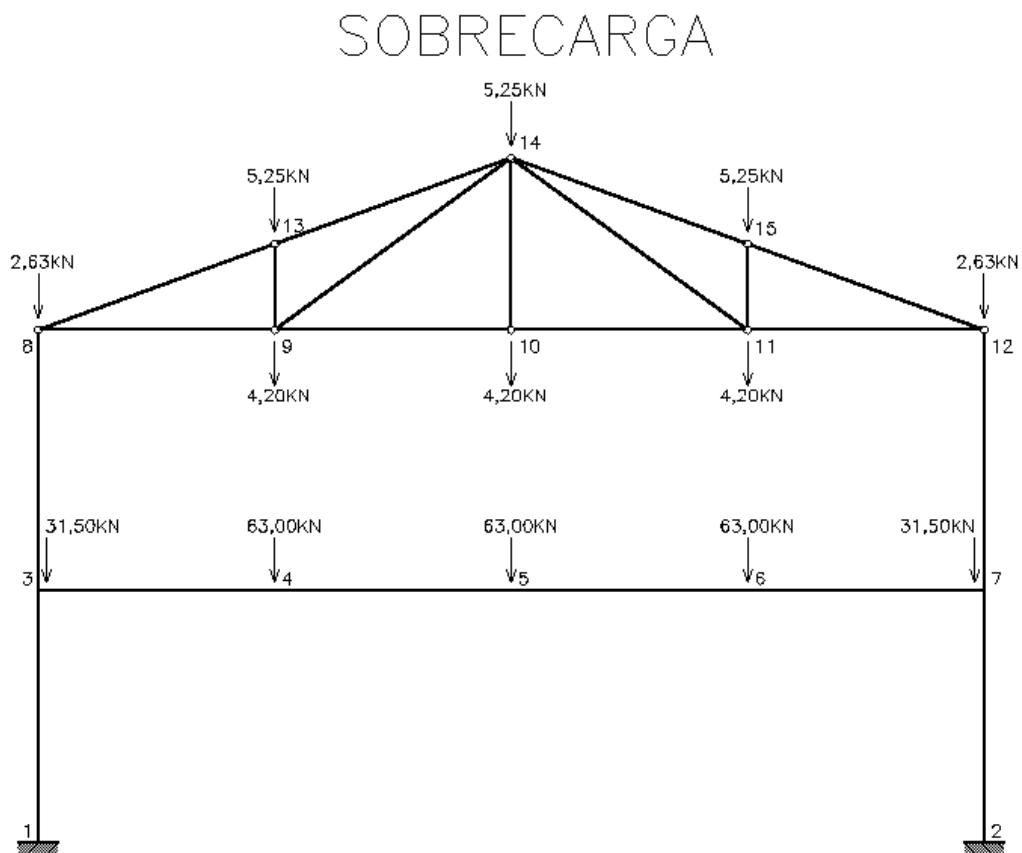 SOBRECARGA
5,25KN
14
5,25KN 5,25KN
13 15
2,63KN 2,63KN
8 9 10 11 12
4,20KN 4,20KN 4,20KN
31,50KN 63,00KN 63,00KN 63,00KN 31,50KN
3 4 5 6 7
1 2